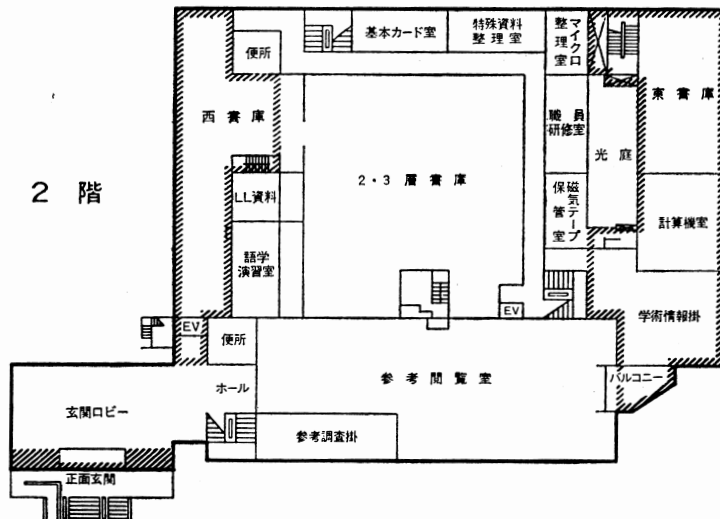 2 階
便所
基本カード室
特殊資料
整理室
マイクロ
整理室
東書庫
西書庫
職員
研修室
光庭
2・3層書庫
LL資料
磁気テープ
保管室
計算機室
語学
演習室
学術情報掛
EV
便所
EV
参考閲覧室
バルコニー
ホール
玄関ロビー
参考調査掛
正面玄関